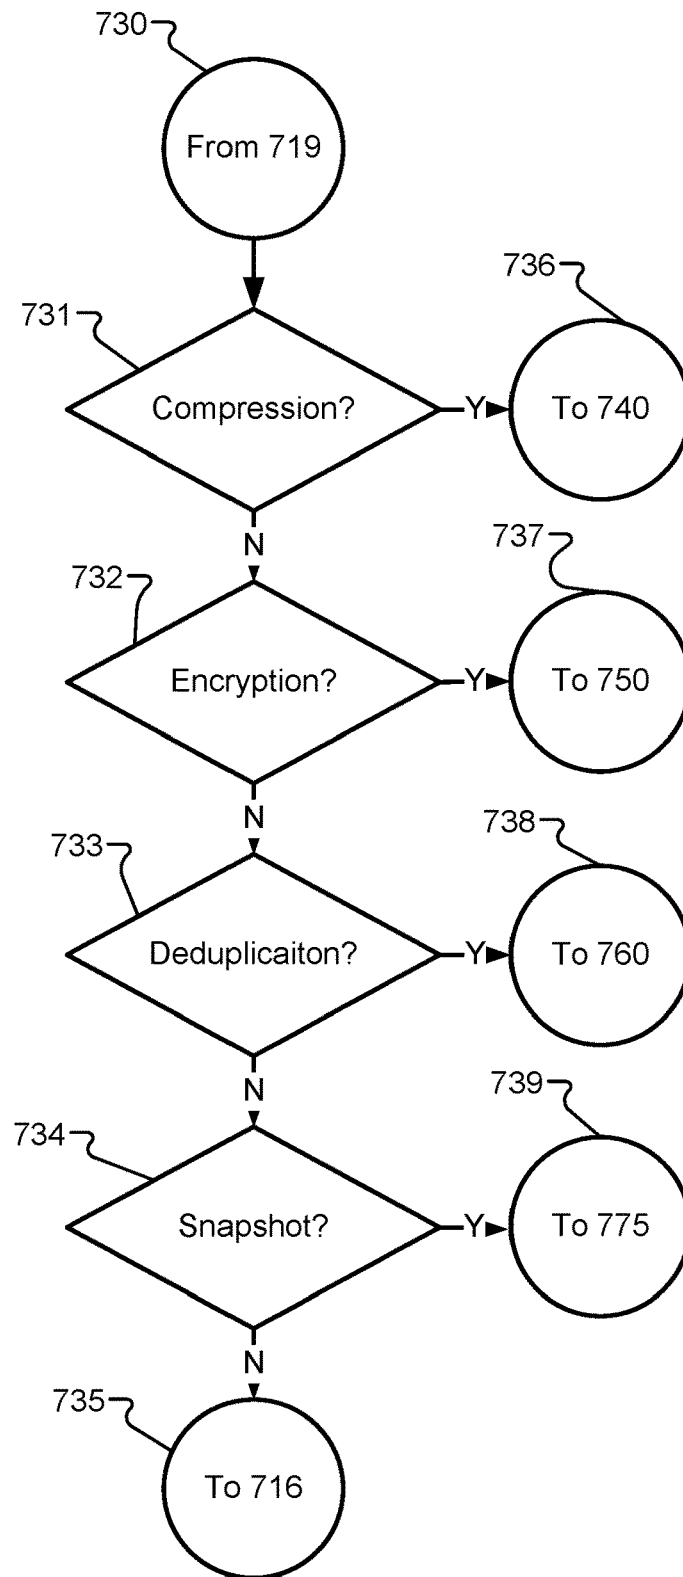 730
From 719
736
731
Compression?
Y
To 740
N
737
732
Encryption?
Y
To 750
N
738
733
Deduplicaiton?
Y
To 760
N
739
734
Snapshot?
Y
To 775
N
735
To 716